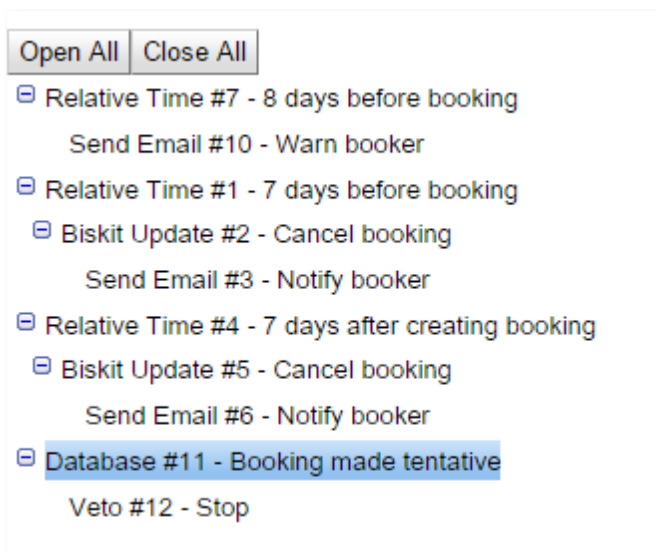 Open All Close All
Relative Time #7 - 8 days before booking
Send Email #10 - Warn booker
Relative Time #1 - 7 days before booking
Biskit Update #2 - Cancel booking
Send Email #3 - Notify booker
Relative Time #4 - 7 days after creating booking
Biskit Update #5 - Cancel booking
Send Email #6 - Notify booker
Database #11 - Booking made tentative
Veto #12 - Stop